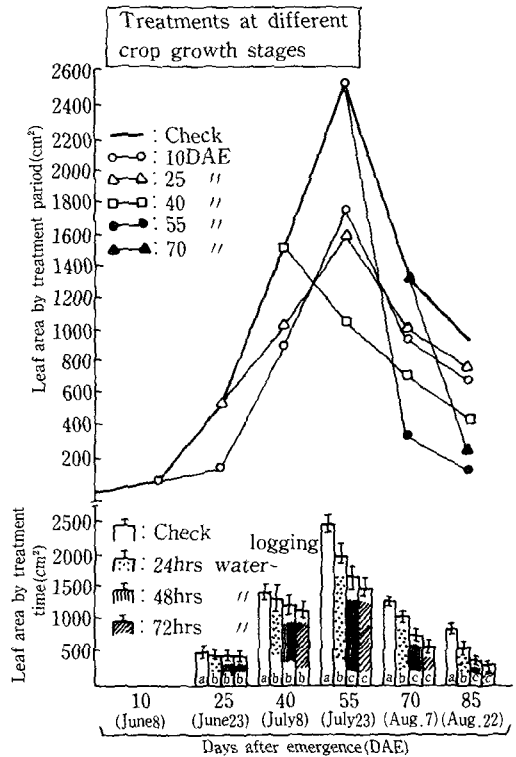 Treatments at different
crop growth stages
Leaf area by treatment pariod(cm²)
2600
2400
2200
2000
1800
1600
1400
1200
1000
800
600
400
200
: Check
: 10DAE
: 25 〃
: 40 〃
: 55 〃
: 70 〃
Leaf area by treatment
time(cm²)
2500
2000
1500
1000
500
: Check
: 24hrs water-logging
: 48hrs 〃
: 72hrs 〃
a b b b a b b b a b c c a b c c a b c c
10 25 40 55 70 85
(June8) (June23) (July8) (July23) (Aug.7) (Aug.22)
Days after emergence(DAE)